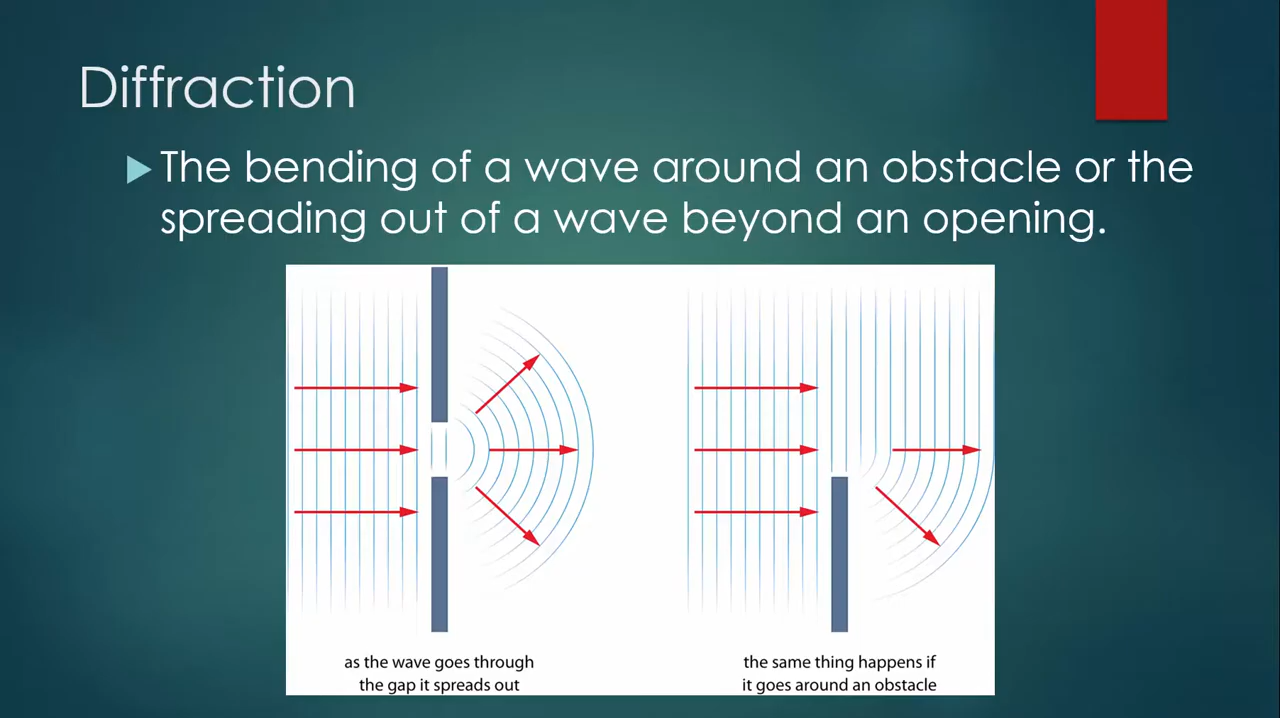 Diffraction
The bending of a wave around an obstacle or the
spreading out of a wave beyond an opening.
as the wave goes through
the gap it spreads out
the same thing happens if
it goes around an obstacle